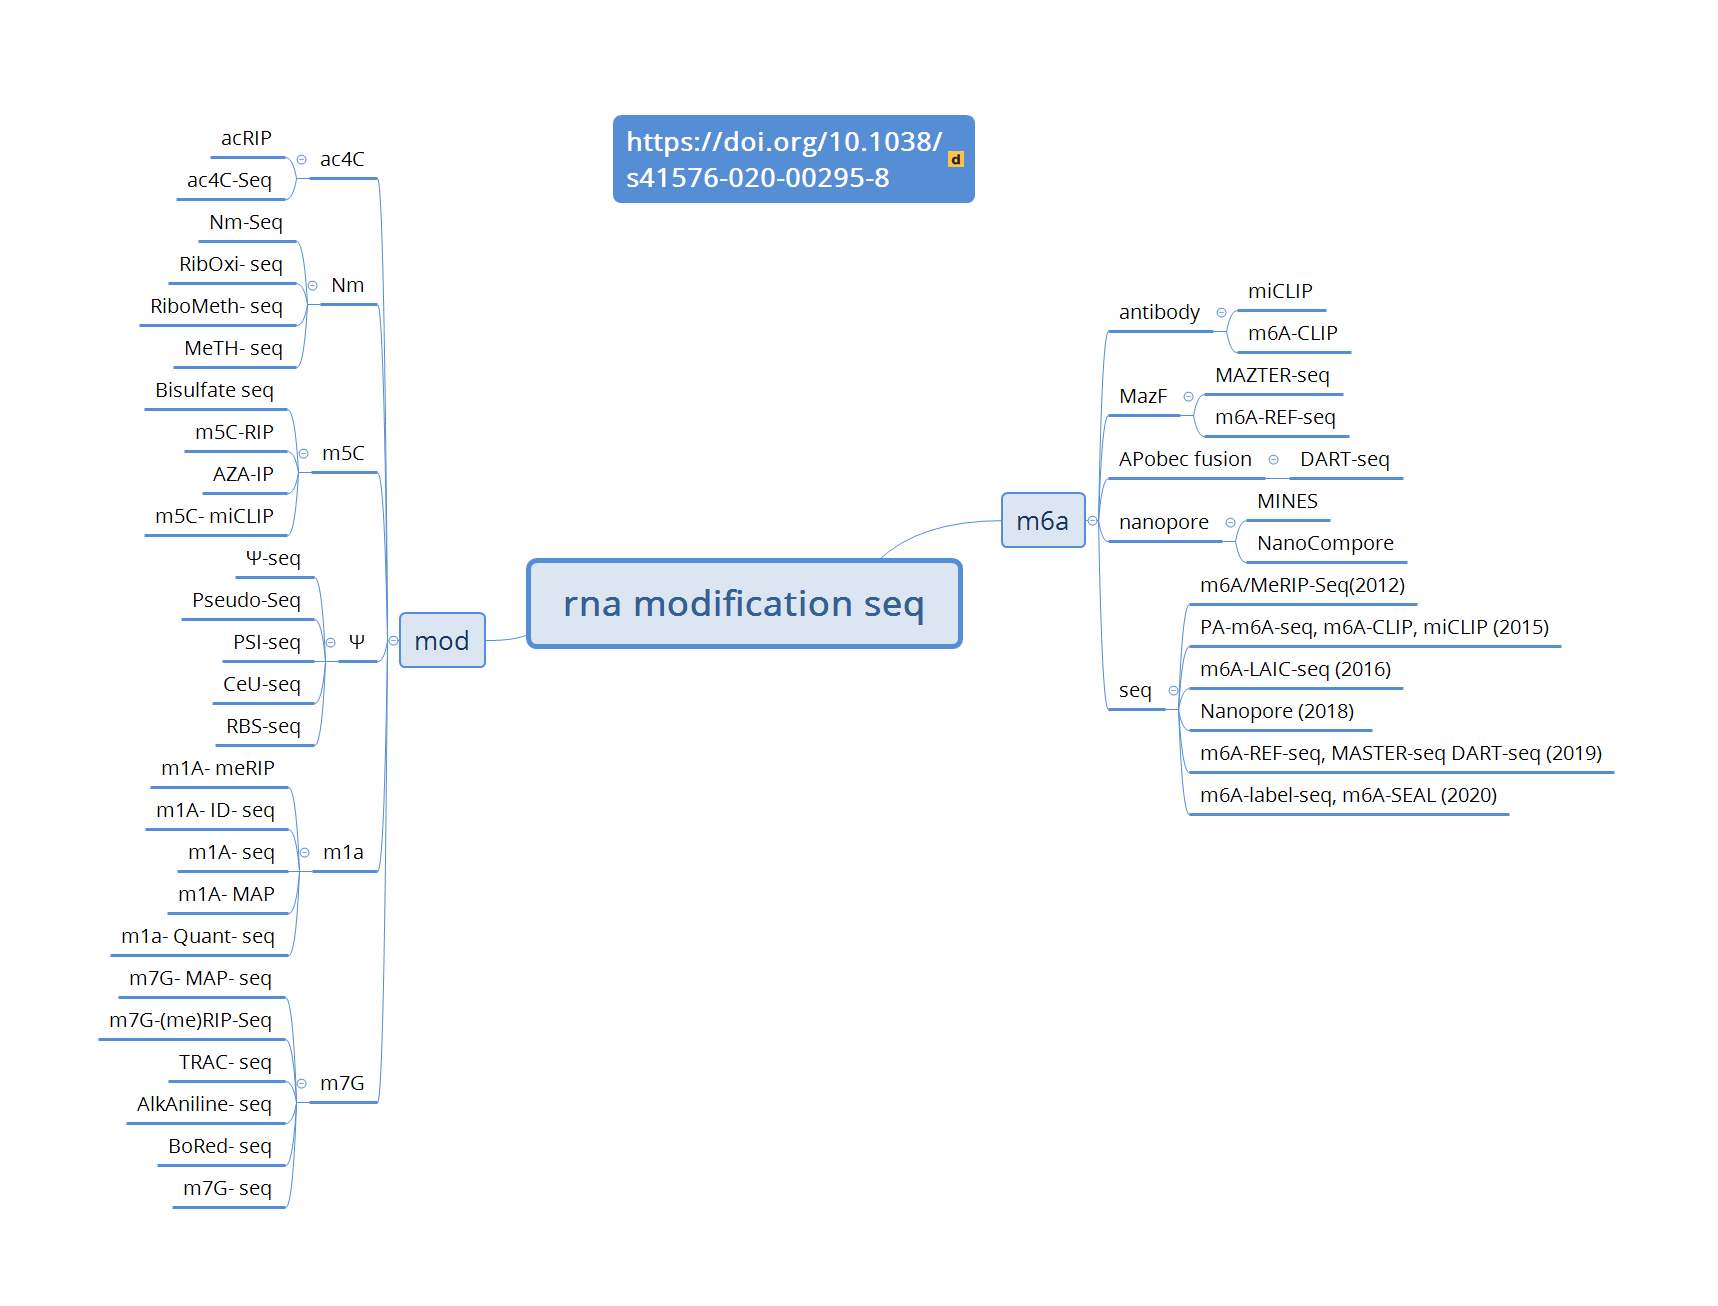 https://doi.org/10.1038/
s41576-020-00295-8
d
rna modification seq
mod
ac4C
acRIP
ac4C-Seq
Nm
Nm-Seq
RibOxi- seq
RiboMeth- seq
MeTH- seq
m5C
Bisulfate seq
m5C-RIP
AZA-IP
m5C- miCLIP
Ψ
Ψ-seq
Pseudo-Seq
PSI-seq
CeU-seq
RBS-seq
m1a
m1A- meRIP
m1A- ID- seq
m1A- seq
m1A- MAP
m1a- Quant- seq
m7G
m7G- MAP- seq
m7G-(me)RIP-Seq
TRAC- seq
AlkAniline- seq
BoRed- seq
m7G- seq
m6a
antibody
miCLIP
m6A-CLIP
MazF
MAZTER-seq
m6A-REF-seq
APobec fusion
DART-seq
nanopore
MINES
NanoCompore
seq
m6A/MeRIP-Seq(2012)
PA-m6A-seq, m6A-CLIP, miCLIP (2015)
m6A-LAIC-seq (2016)
Nanopore (2018)
m6A-REF-seq, MASTER-seq DART-seq (2019)
m6A-label-seq, m6A-SEAL (2020)